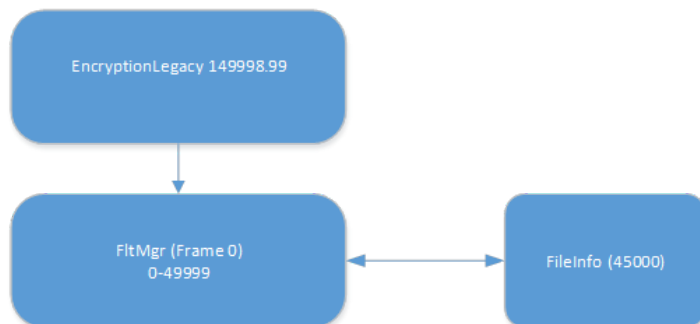 EncryptionLegacy 149998.99
FltMgr (Frame 0)
0-49999
FileInfo (45000)